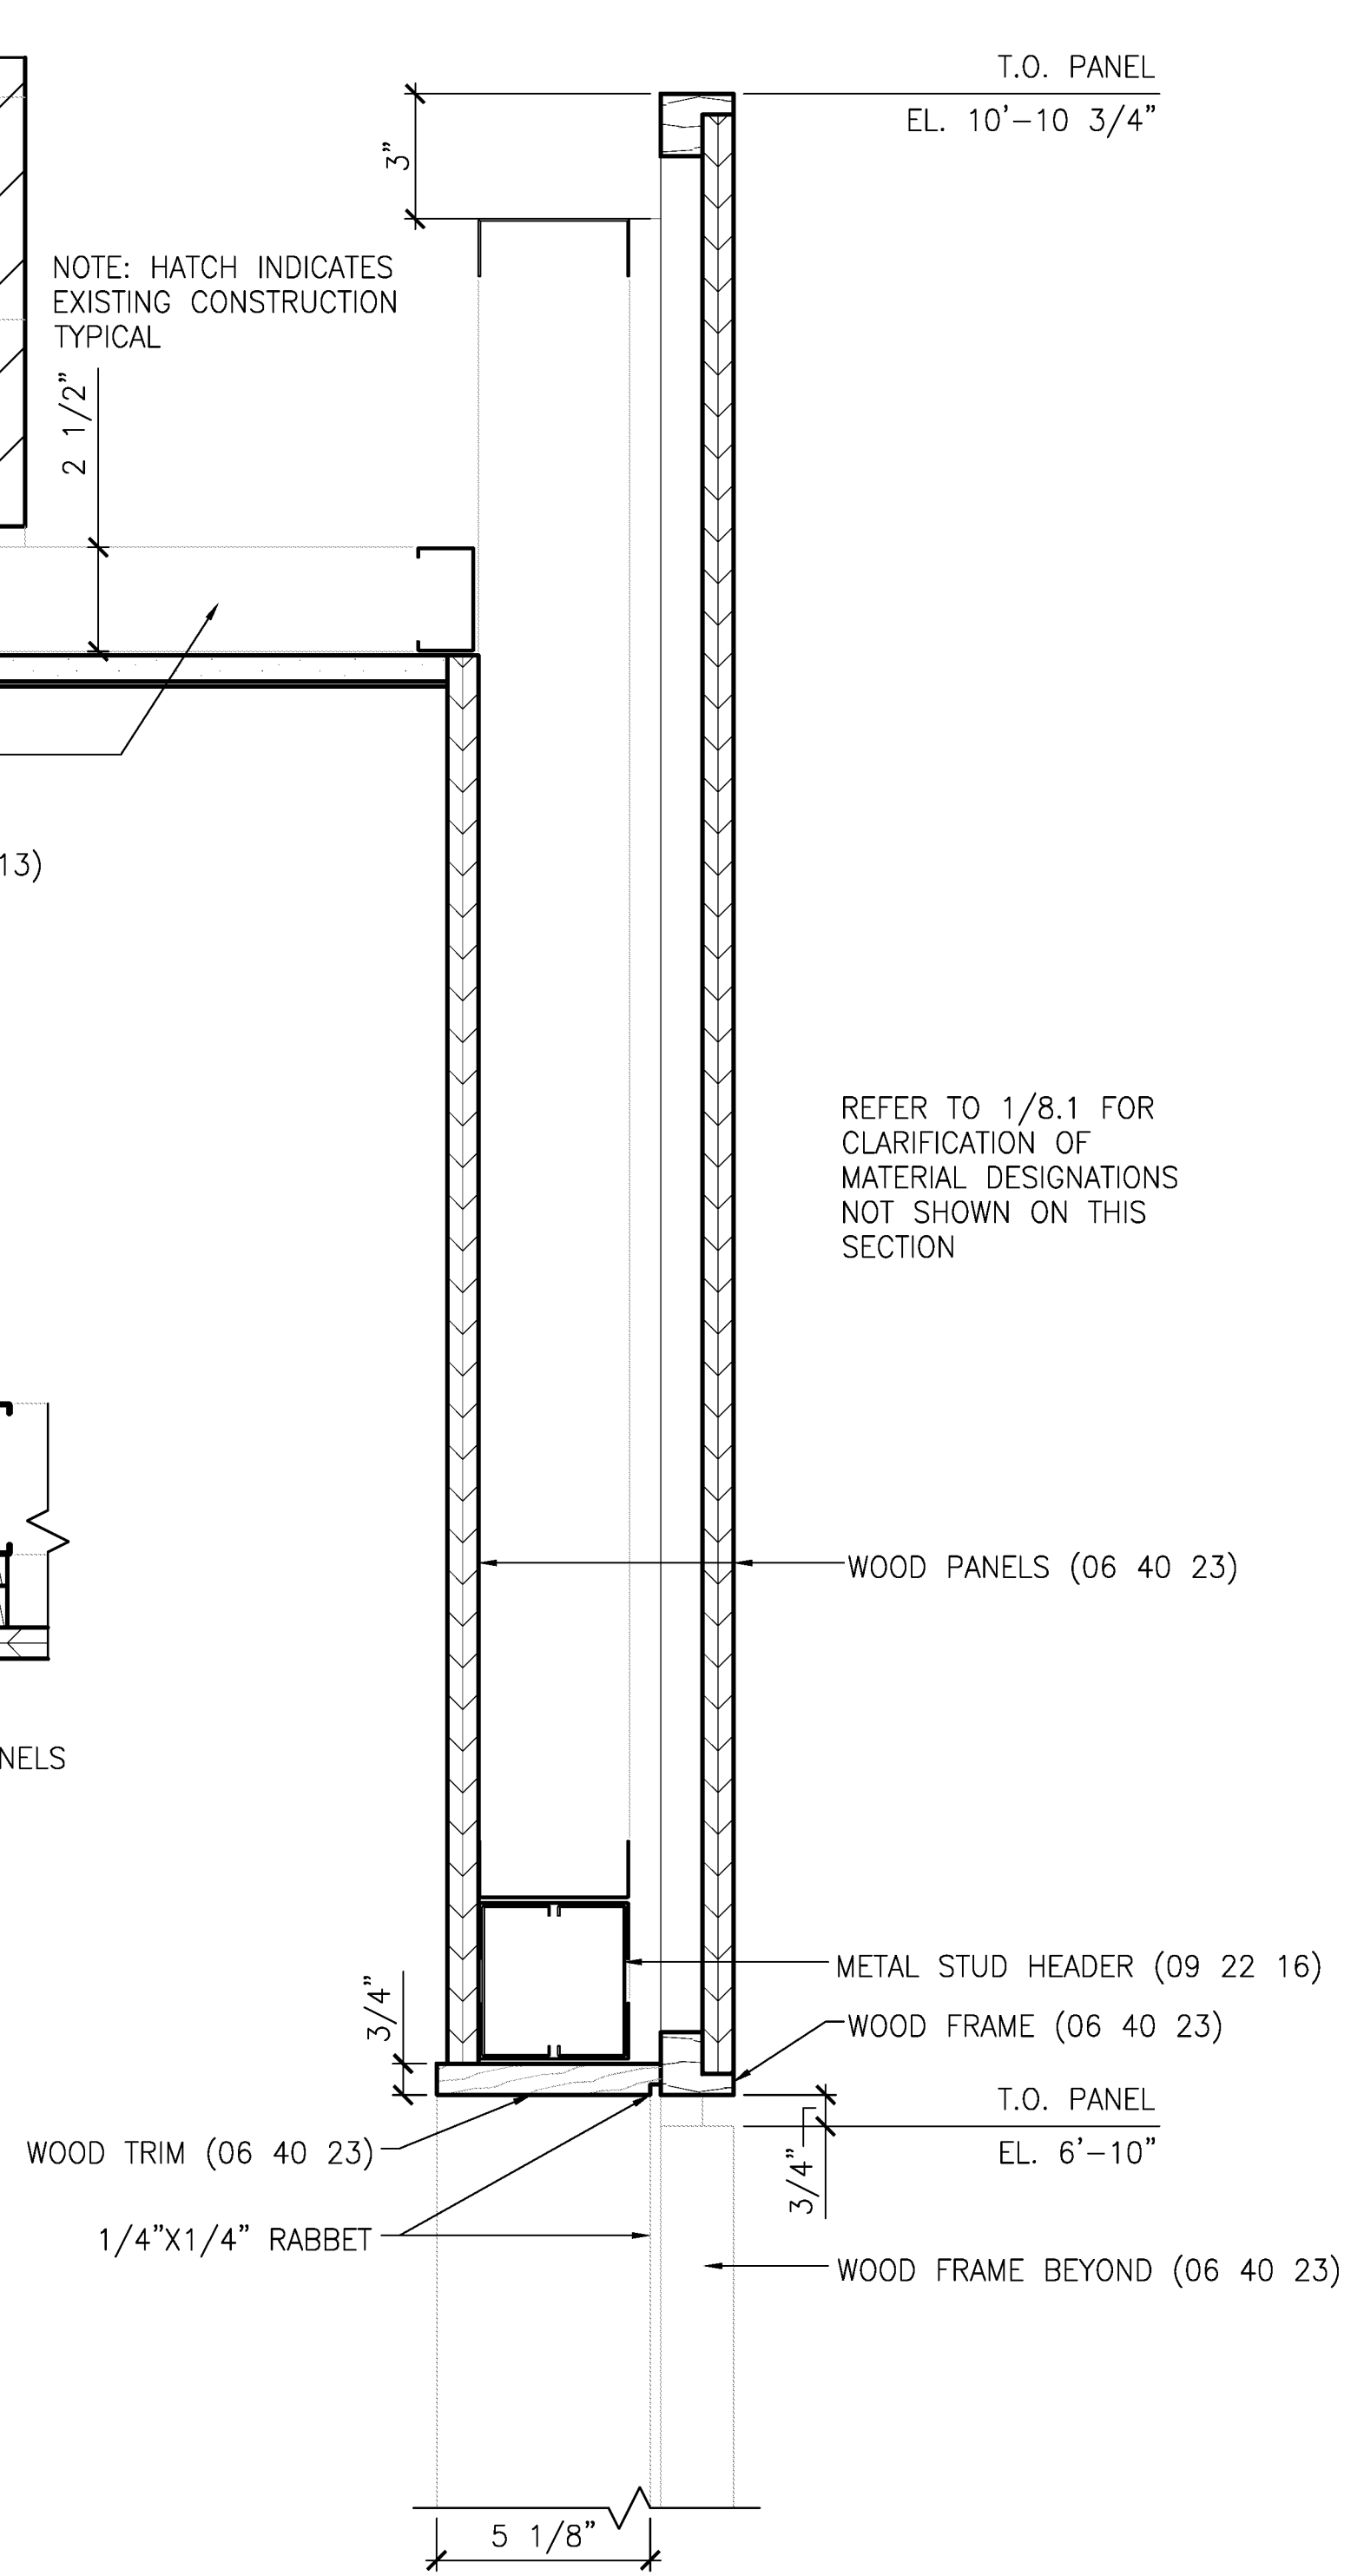 T.O. PANEL
EL. 10'-10 3/4"
3"
NOTE: HATCH INDICATES
EXISTING CONSTRUCTION
TYPICAL
2 1/2"
13)
REFER TO 1/8.1 FOR
CLARIFICATION OF
MATERIAL DESIGNATIONS
NOT SHOWN ON THIS
SECTION
WOOD PANELS (06 40 23)
NELS
METAL STUD HEADER (09 22 16)
3/4"
WOOD FRAME (06 40 23)
T.O. PANEL
EL. 6'-10"
WOOD TRIM (06 40 23)
3/4"
1/4"X1/4" RABBET
WOOD FRAME BEYOND (06 40 23)
5 1/8"